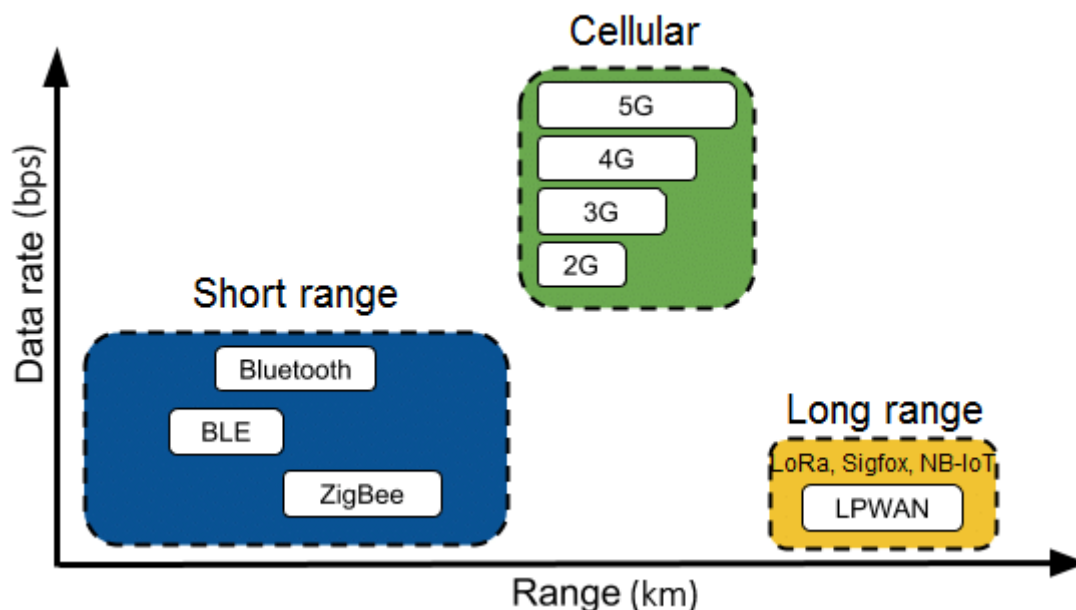 Cellular
5G
4G
3G
2G
Data rate (bps)
Short range
Bluetooth
BLE
ZigBee
Long range
LoRa, Sigfox, NB-IoT
LPWAN
Range (km)